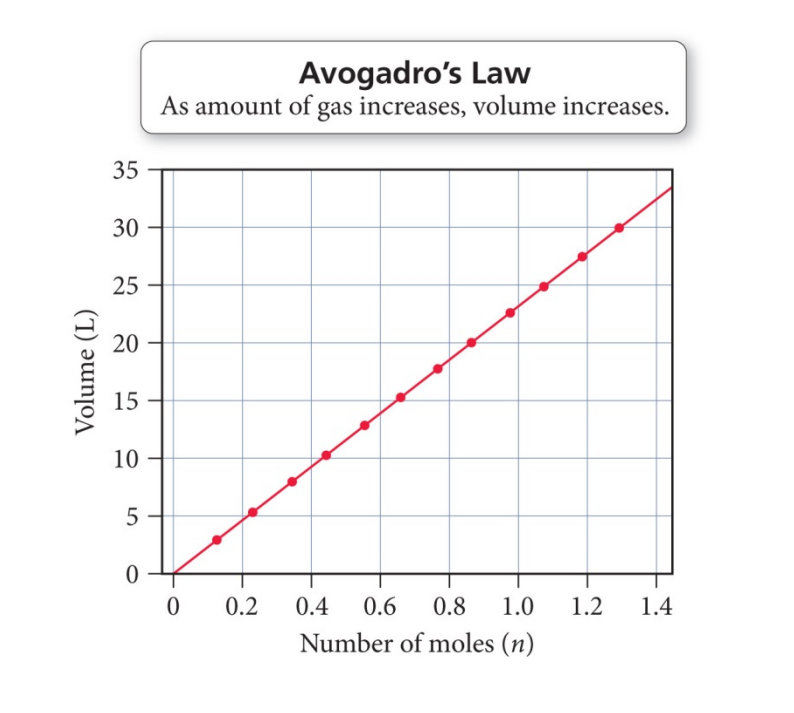 Avogadro's Law
As amount of gas increases, volume increases.
35
30
25
20
15
10
5
0
Volume (L)
0 0.2 0.4 0.6 0.8 1.0 1.2 1.4
Number of moles (n)